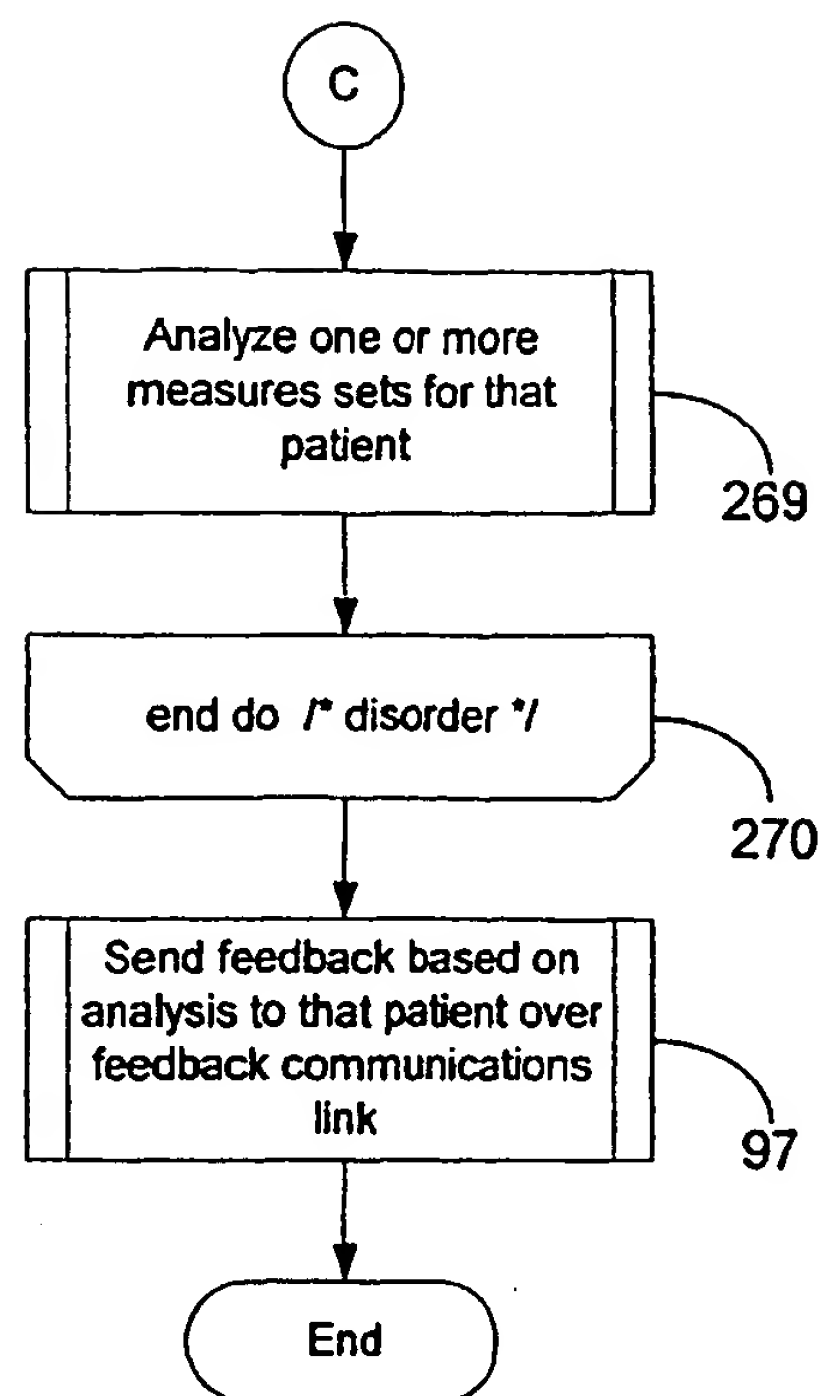 C
Analyze one or more
measures sets for that
patient
269
end do /* disorder */
270
Send feedback based on
analysis to that patient over
feedback communications
link
97
End